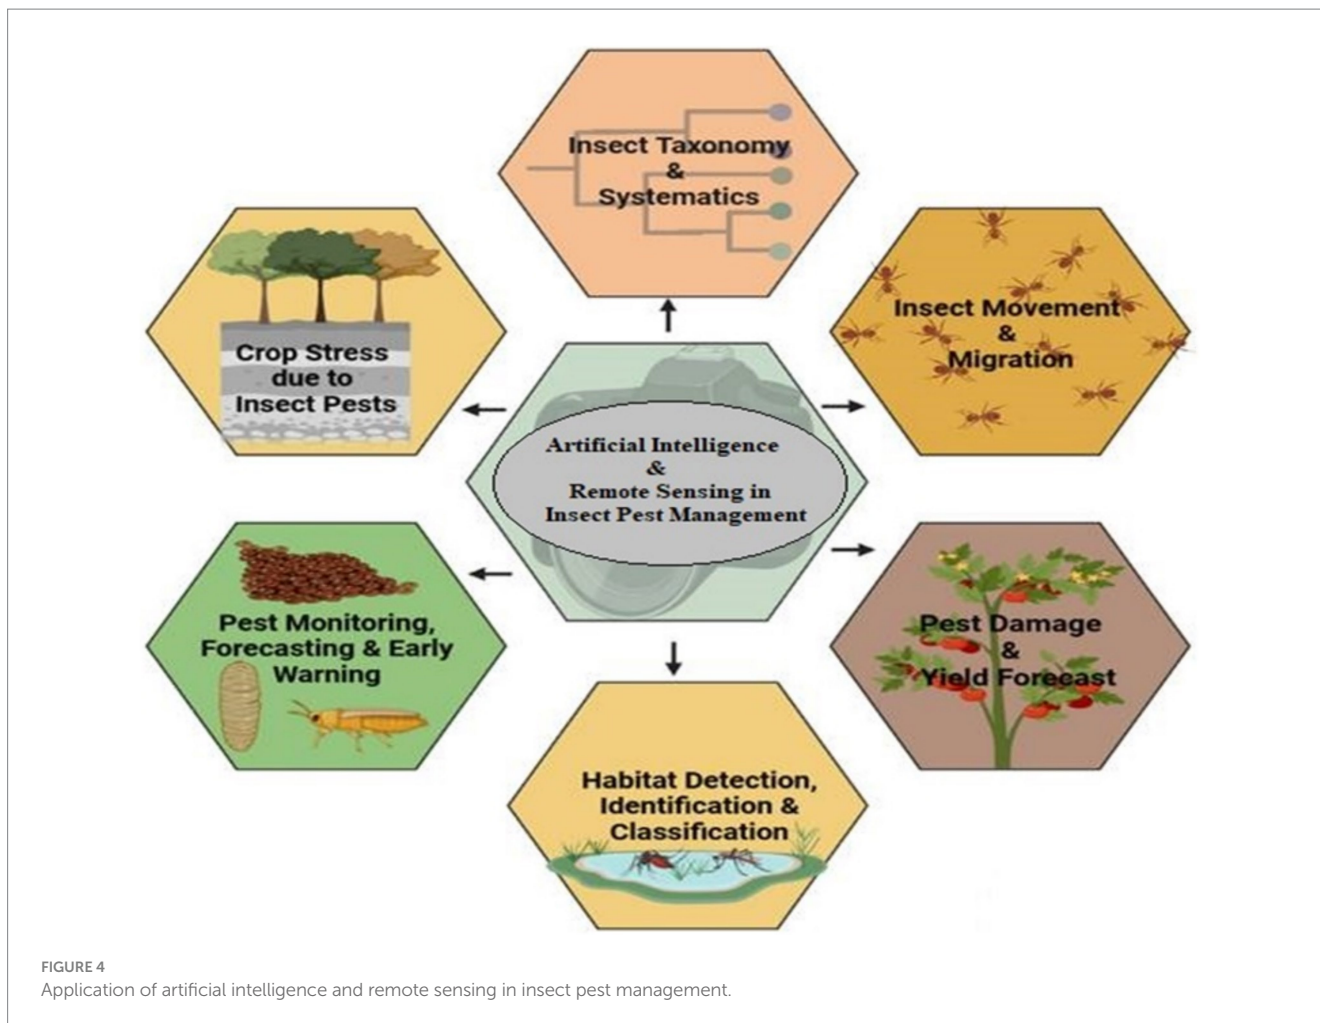 Insect Taxonomy
&
Systematics
Crop Stress
due to
Insect Pests
Insect Movement
&
Migration
Artificial Intelligence
&
Remote Sensing in
Insect Pest Management
Pest Monitoring,
Forecasting & Early
Warning
Pest Damage
&
Yield Forecast
Habitat Detection,
Identification &
Classification
FIGURE 4
Application of artificial intelligence and remote sensing in insect pest management.